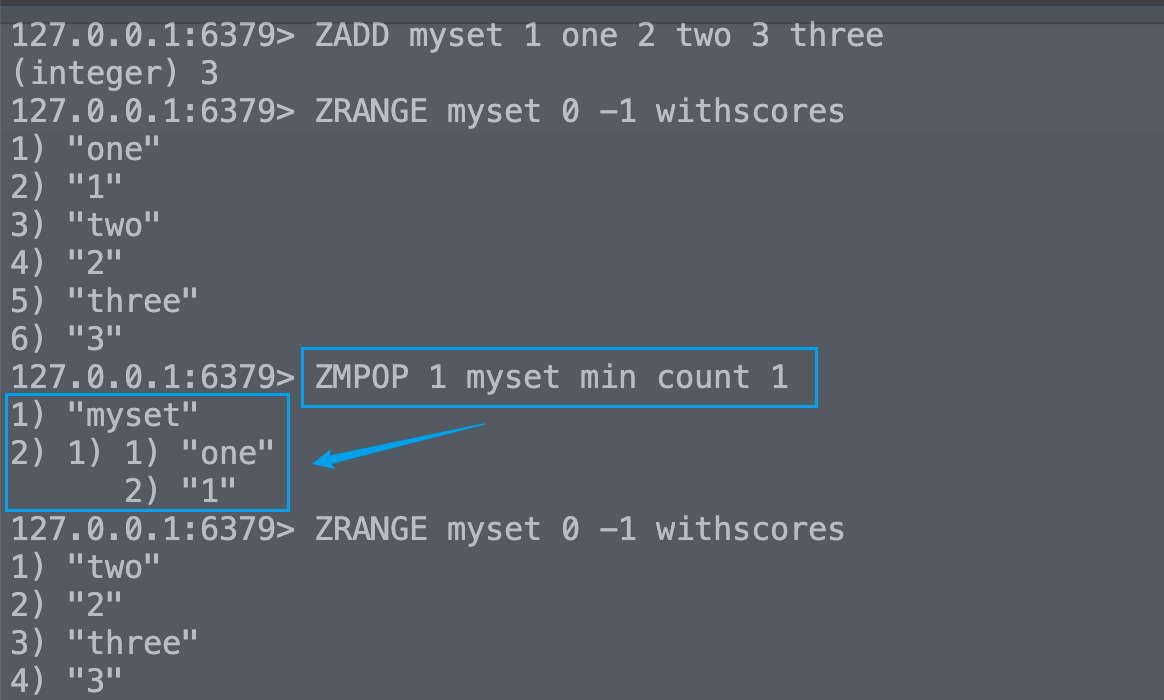 127.0.0.1:6379> ZADD myset 1 one 2 two 3 three
(integer) 3
127.0.0.1:6379> ZRANGE myset 0 -1 withscores
1) "one"
2) "1"
3) "two"
4) "2"
5) "three"
6) "3"
127.0.0.1:6379> ZMPOP 1 myset min count 1
1) "myset"
2) 1) 1) "one"
      2) "1"
127.0.0.1:6379> ZRANGE myset 0 -1 withscores
1) "two"
2) "2"
3) "three"
4) "3"